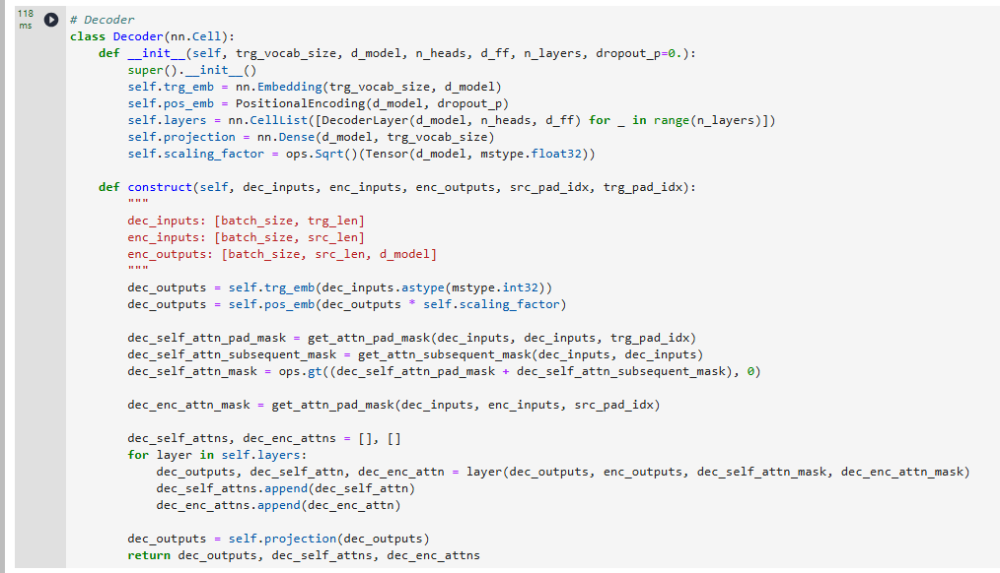 118
ms
# Decoder
class Decoder(nn.Cell):
    def __init__(self, trg_vocab_size, d_model, n_heads, d_ff, n_layers, dropout_p=0.):
        super().__init__()
        self.trg_emb = nn.Embedding(trg_vocab_size, d_model)
        self.pos_emb = PositionalEncoding(d_model, dropout_p)
        self.layers = nn.CellList([DecoderLayer(d_model, n_heads, d_ff) for _ in range(n_layers)])
        self.projection = nn.Dense(d_model, trg_vocab_size)
        self.scaling_factor = ops.Sqrt()(Tensor(d_model, mstype.float32))

    def construct(self, dec_inputs, enc_inputs, enc_outputs, src_pad_idx, trg_pad_idx):
        """
        dec_inputs: [batch_size, trg_len]
        enc_inputs: [batch_size, src_len]
        enc_outputs: [batch_size, src_len, d_model]
        """
        dec_outputs = self.trg_emb(dec_inputs.astype(mstype.int32))
        dec_outputs = self.pos_emb(dec_outputs * self.scaling_factor)

        dec_self_attn_pad_mask = get_attn_pad_mask(dec_inputs, dec_inputs, trg_pad_idx)
        dec_self_attn_subsequent_mask = get_attn_subsequent_mask(dec_inputs, dec_inputs)
        dec_self_attn_mask = ops.gt((dec_self_attn_pad_mask + dec_self_attn_subsequent_mask), 0)

        dec_enc_attn_mask = get_attn_pad_mask(dec_inputs, enc_inputs, src_pad_idx)

        dec_self_attns, dec_enc_attns = [], []
        for layer in self.layers:
            dec_outputs, dec_self_attn, dec_enc_attn = layer(dec_outputs, enc_outputs, dec_self_attn_mask, dec_enc_attn_mask)
            dec_self_attns.append(dec_self_attn)
            dec_enc_attns.append(dec_enc_attn)

        dec_outputs = self.projection(dec_outputs)
        return dec_outputs, dec_self_attns, dec_enc_attns